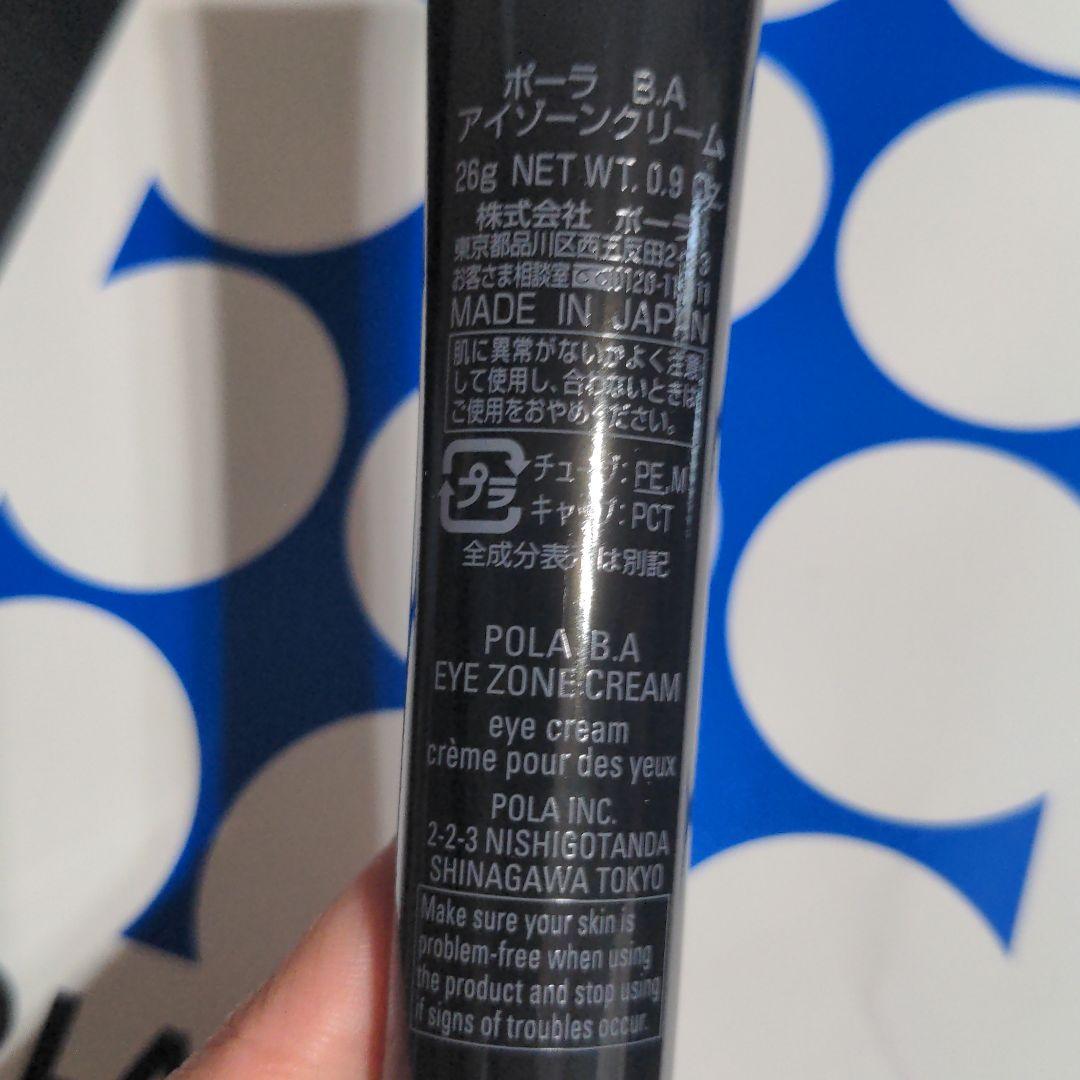 ポーラ B.A
アイゾーンクリーム
26g NET WT. 0.9 oz
株式会社 ポーラ
東京都品川区西五反田2-2-3
お客さま相談室
MADE IN JAPAN
肌に異常がないかよく注意
して使用し、合わないときは
ご使用をおやめください。
プラ
チューブ: PE,M
キャップ: PCT
全成分表示は別記
POLA B.A
EYE ZONE CREAM
eye cream
crème pour des yeux
POLA INC.
2-2-3 NISHIGOTANDA
SHINAGAWA TOKYO
Make sure your skin is
problem-free when using
the product and stop using
if signs of troubles occur.